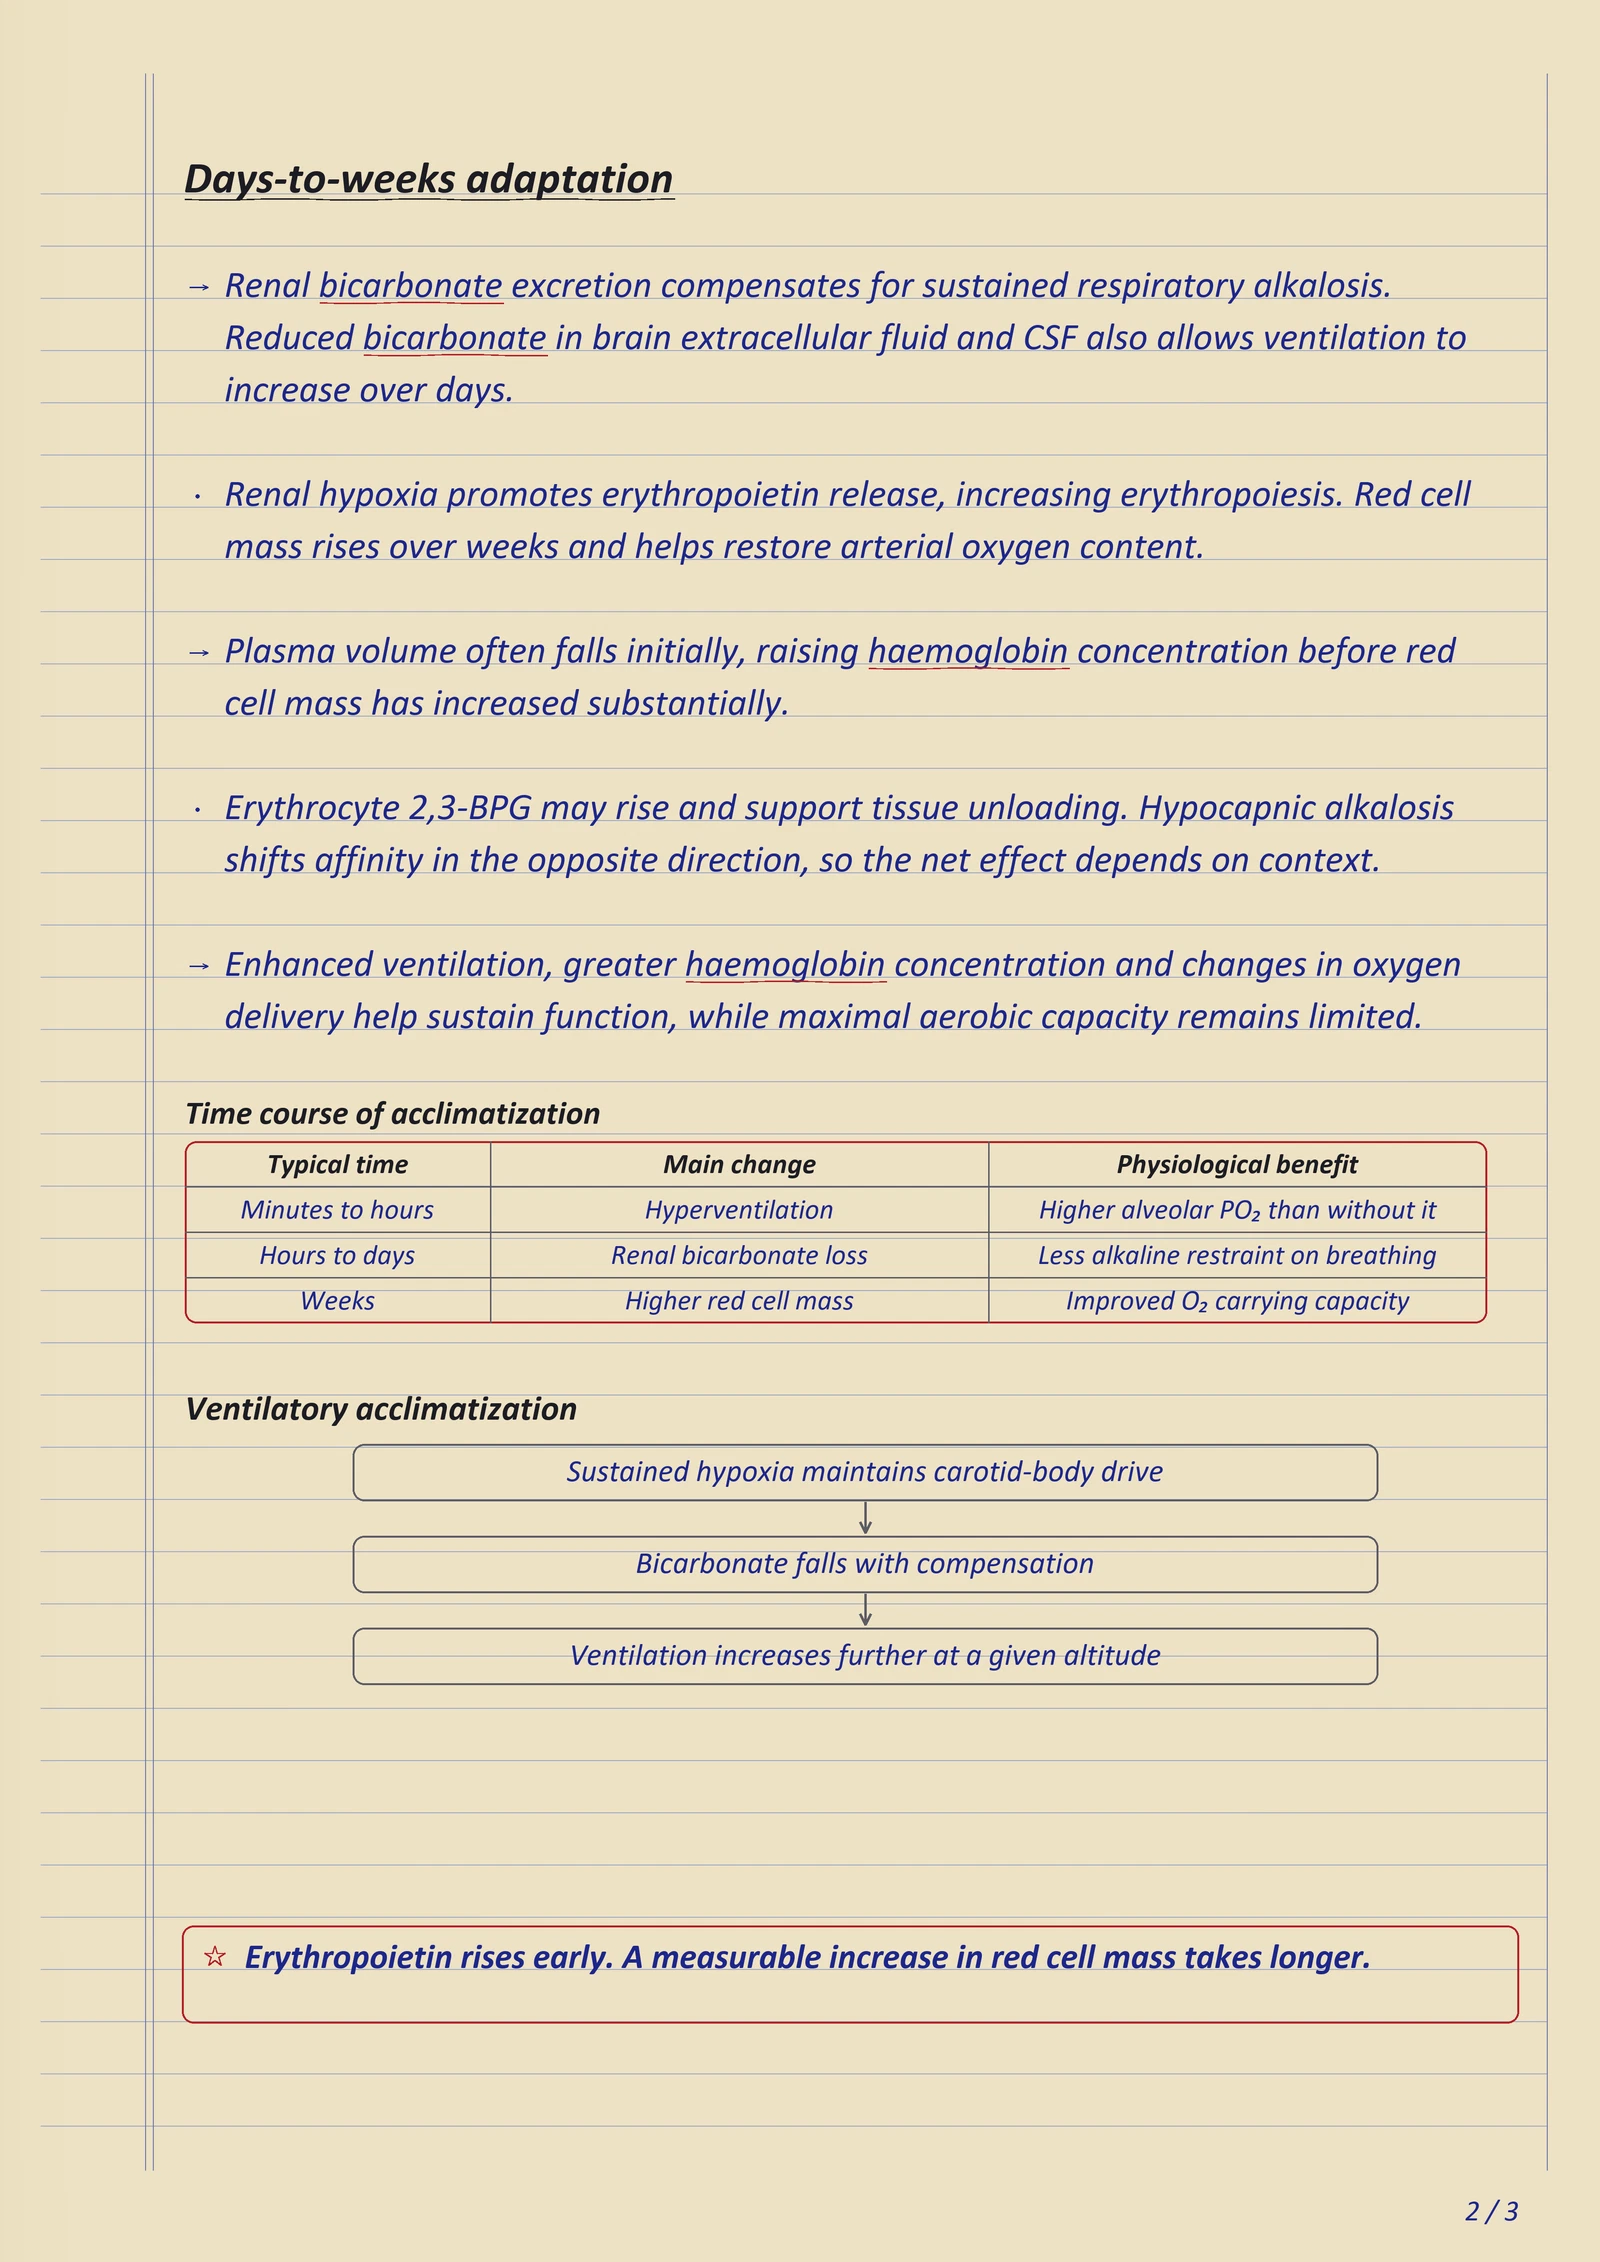 Days-to-weeks adaptation
→ Renal bicarbonate excretion compensates for sustained respiratory alkalosis.
Reduced bicarbonate in brain extracellular fluid and CSF also allows ventilation to
increase over days.
· Renal hypoxia promotes erythropoietin release, increasing erythropoiesis. Red cell
mass rises over weeks and helps restore arterial oxygen content.
→ Plasma volume often falls initially, raising haemoglobin concentration before red
cell mass has increased substantially.
· Erythrocyte 2,3-BPG may rise and support tissue unloading. Hypocapnic alkalosis
shifts affinity in the opposite direction, so the net effect depends on context.
→ Enhanced ventilation, greater haemoglobin concentration and changes in oxygen
delivery help sustain function, while maximal aerobic capacity remains limited.
Time course of acclimatization
Typical time Main change Physiological benefit
Minutes to hours Hyperventilation Higher alveolar PO₂ than without it
Hours to days Renal bicarbonate loss Less alkaline restraint on breathing
Weeks Higher red cell mass Improved O₂ carrying capacity
Ventilatory acclimatization
Sustained hypoxia maintains carotid-body drive
Bicarbonate falls with compensation
Ventilation increases further at a given altitude
☆ Erythropoietin rises early. A measurable increase in red cell mass takes longer.
2 / 3